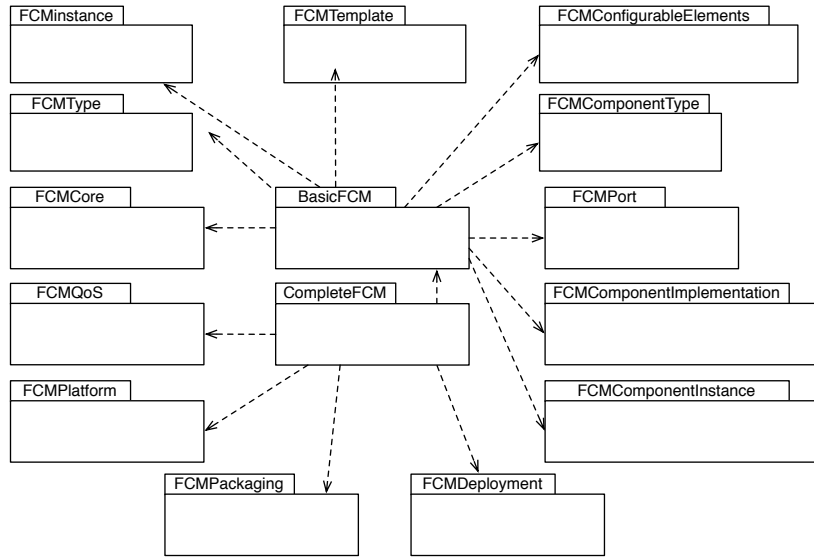 FCMinstance
FCMTemplate
FCMConfigurableElements
FCMType
FCMComponentType
FCMCore
BasicFCM
FCMPort
FCMQoS
CompleteFCM
FCMComponentImplementation
FCMPlatform
FCMComponentInstance
FCMPackaging
FCMDeployment